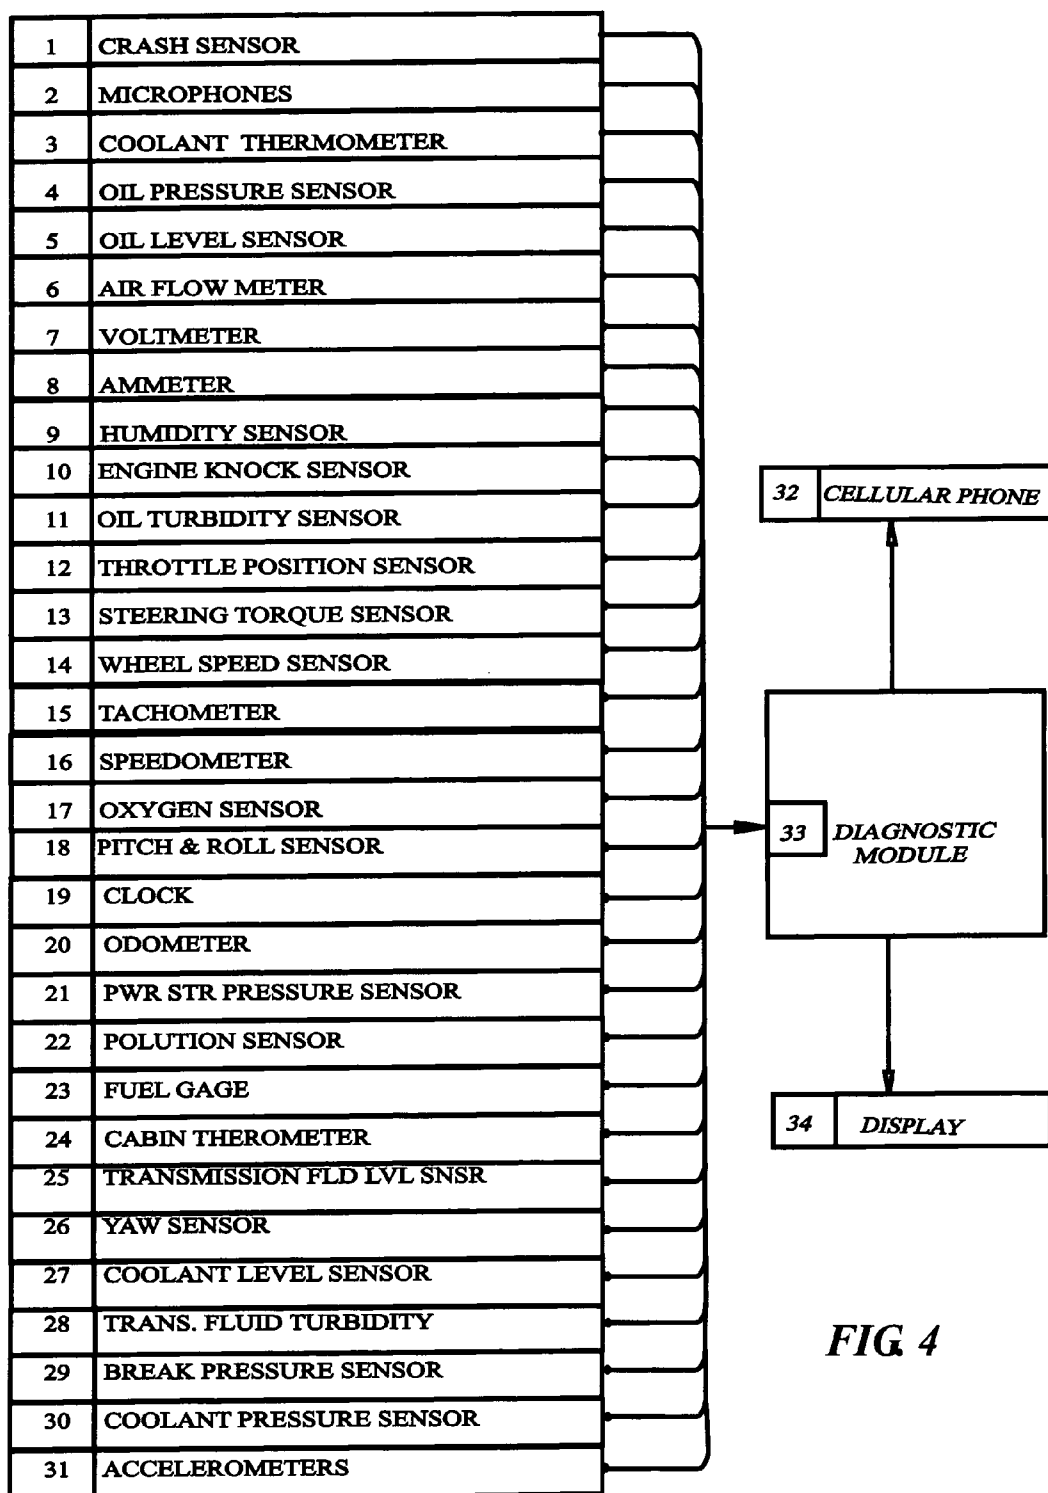 1 CRASH SENSOR
2 MICROPHONES
3 COOLANT THERMOMETER
4 OIL PRESSURE SENSOR
5 OIL LEVEL SENSOR
6 AIR FLOW METER
7 VOLTMETER
8 AMMETER
9 HUMIDITY SENSOR
10 ENGINE KNOCK SENSOR
11 OIL TURBIDITY SENSOR
12 THROTTLE POSITION SENSOR
13 STEERING TORQUE SENSOR
14 WHEEL SPEED SENSOR
15 TACHOMETER
16 SPEEDOMETER
17 OXYGEN SENSOR
18 PITCH & ROLL SENSOR
19 CLOCK
20 ODOMETER
21 PWR STR PRESSURE SENSOR
22 POLUTION SENSOR
23 FUEL GAGE
24 CABIN THEROMETER
25 TRANSMISSION FLD LVL SNSR
26 YAW SENSOR
27 COOLANT LEVEL SENSOR
28 TRANS. FLUID TURBIDITY
29 BREAK PRESSURE SENSOR
30 COOLANT PRESSURE SENSOR
31 ACCELEROMETERS
32 CELLULAR PHONE
33 DIAGNOSTIC
MODULE
34 DISPLAY
FIG. 4